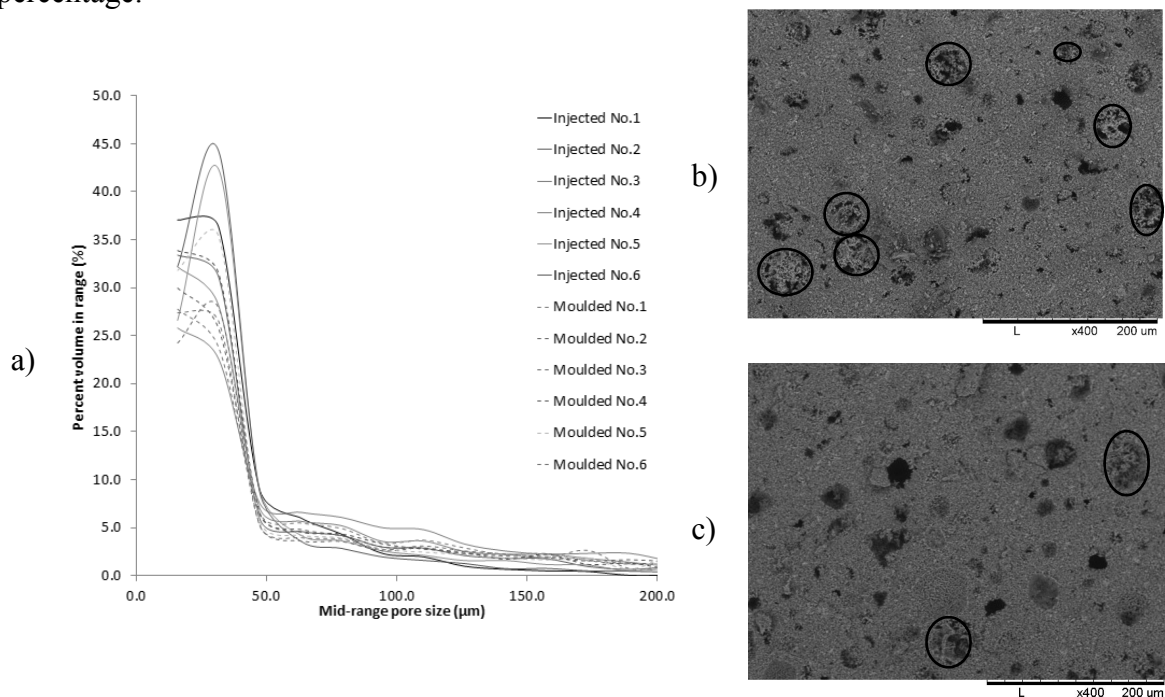 percentage.
a)
Percent volume in range (%)
50.0
45.0
40.0
35.0
30.0
25.0
20.0
15.0
10.0
5.0
0.0
0.0 50.0 100.0 150.0 200.0
Mid-range pore size (μm)
Injected No.1
Injected No.2
Injected No.3
Injected No.4
Injected No.5
Injected No.6
Moulded No.1
Moulded No.2
Moulded No.3
Moulded No.4
Moulded No.5
Moulded No.6
b)
L x400 200 um
c)
L x400 200 um